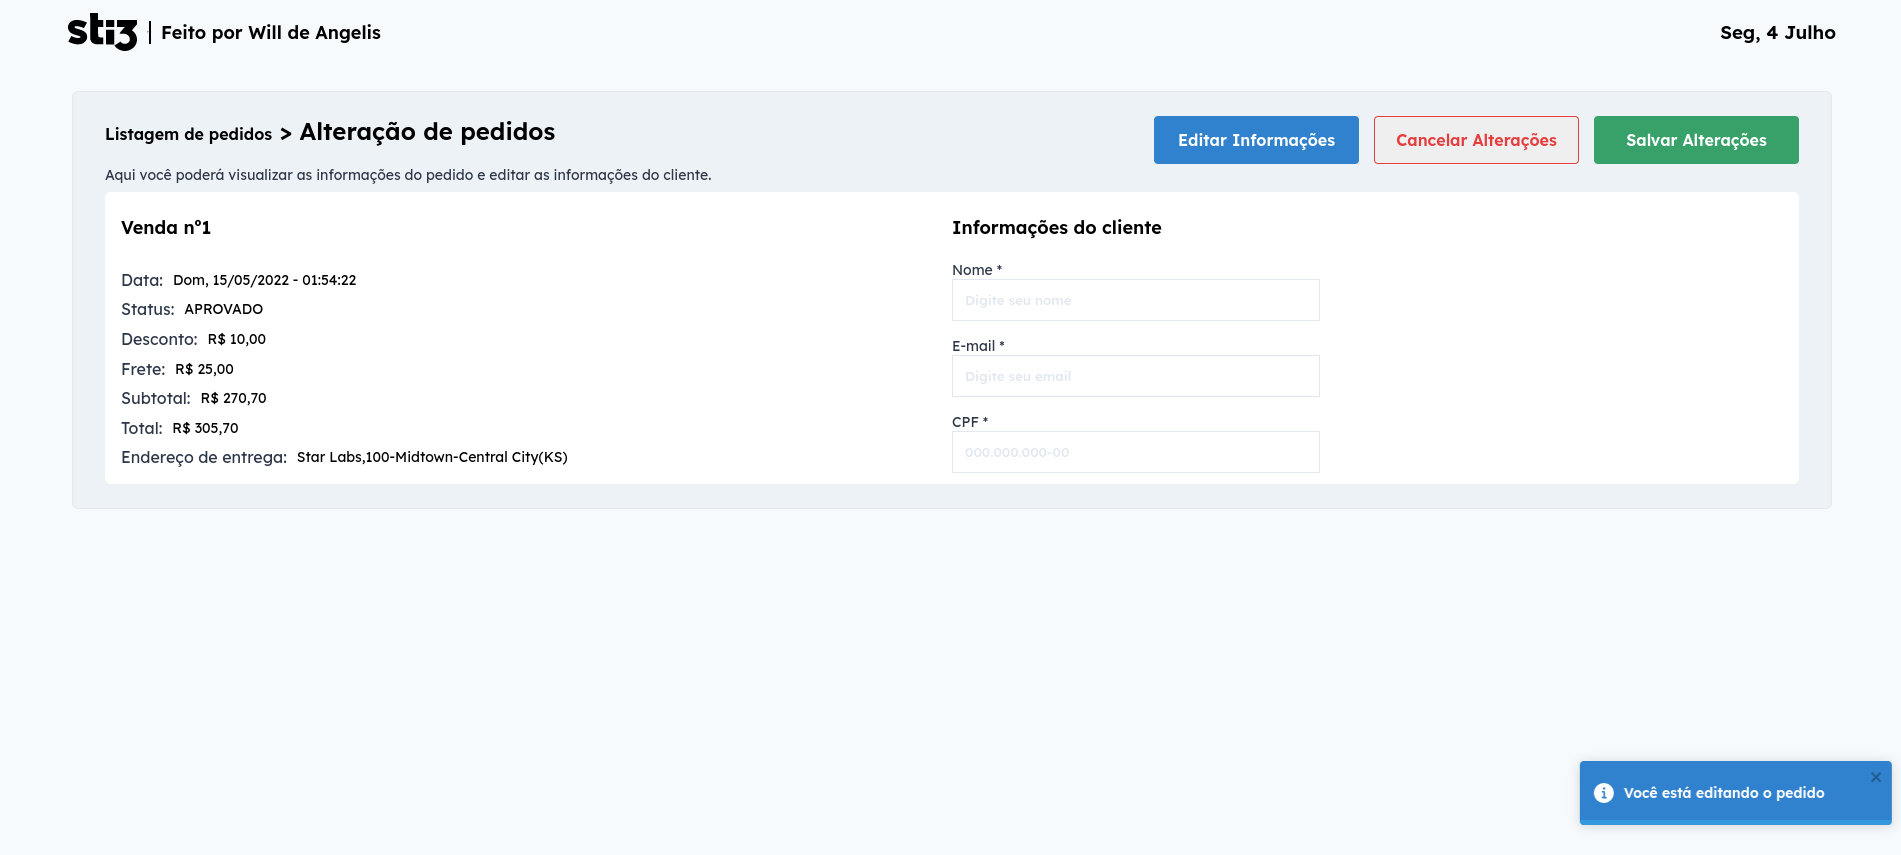 sti3 Feito por Will de Angelis
Seg, 4 Julho
Listagem de pedidos > Alteração de pedidos
Editar Informações
Cancelar Alterações
Salvar Alterações
Aqui você poderá visualizar as informações do pedido e editar as informações do cliente.
Venda nº1
Data: Dom, 15/05/2022 - 01:54:22
Status: APROVADO
Desconto: R$ 10,00
Frete: R$ 25,00
Subtotal: R$ 270,70
Total: R$ 305,70
Endereço de entrega: Star Labs,100-Midtown-Central City(KS)
Informações do cliente
Nome *
Digite seu nome
E-mail *
Digite seu email
CPF *
000.000.000-00
Você está editando o pedido